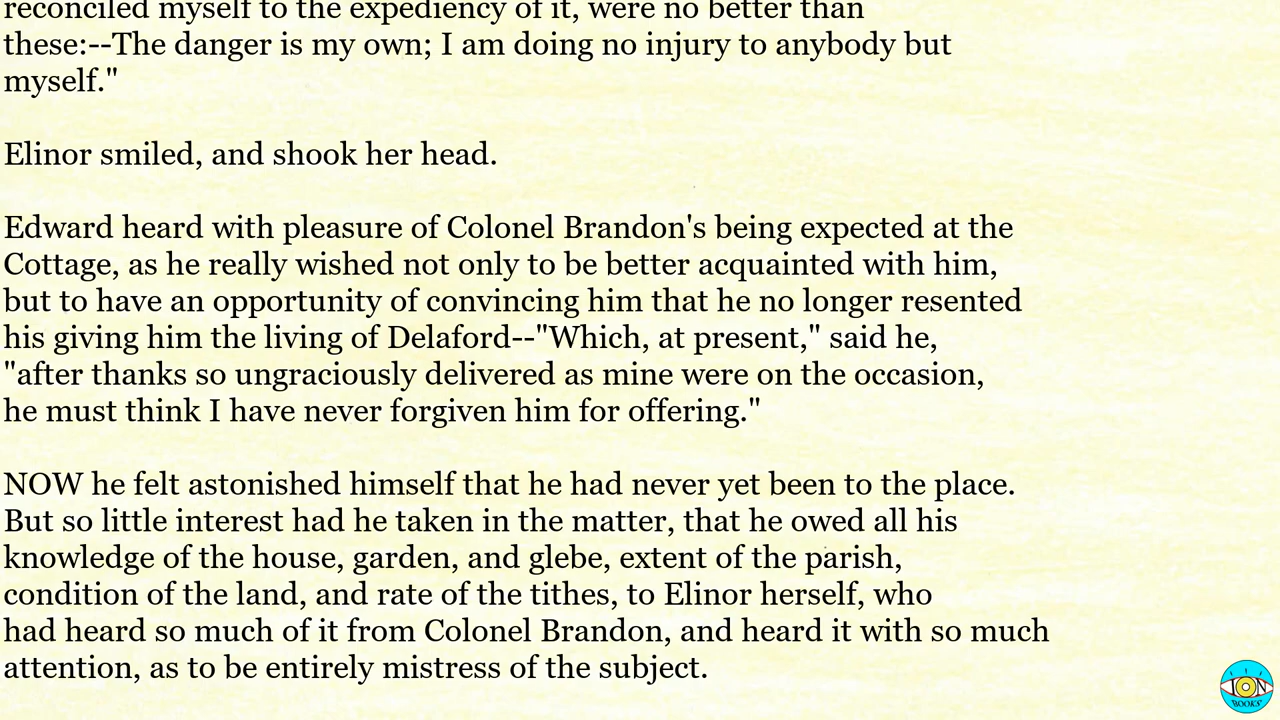 reconciled myself to the expediency of it, were no better than
these:--The danger is my own; I am doing no injury to anybody but
myself."
Elinor smiled, and shook her head.
Edward heard with pleasure of Colonel Brandon's being expected at the
Cottage, as he really wished not only to be better acquainted with him,
but to have an opportunity of convincing him that he no longer resented
his giving him the living of Delaford--"Which, at present," said he,
"after thanks so ungraciously delivered as mine were on the occasion,
he must think I have never forgiven him for offering."
NOW he felt astonished himself that he had never yet been to the place.
But so little interest had he taken in the matter, that he owed all his
knowledge of the house, garden, and glebe, extent of the parish,
condition of the land, and rate of the tithes, to Elinor herself, who
had heard so much of it from Colonel Brandon, and heard it with so much
attention, as to be entirely mistress of the subject.
ION
BOOKS